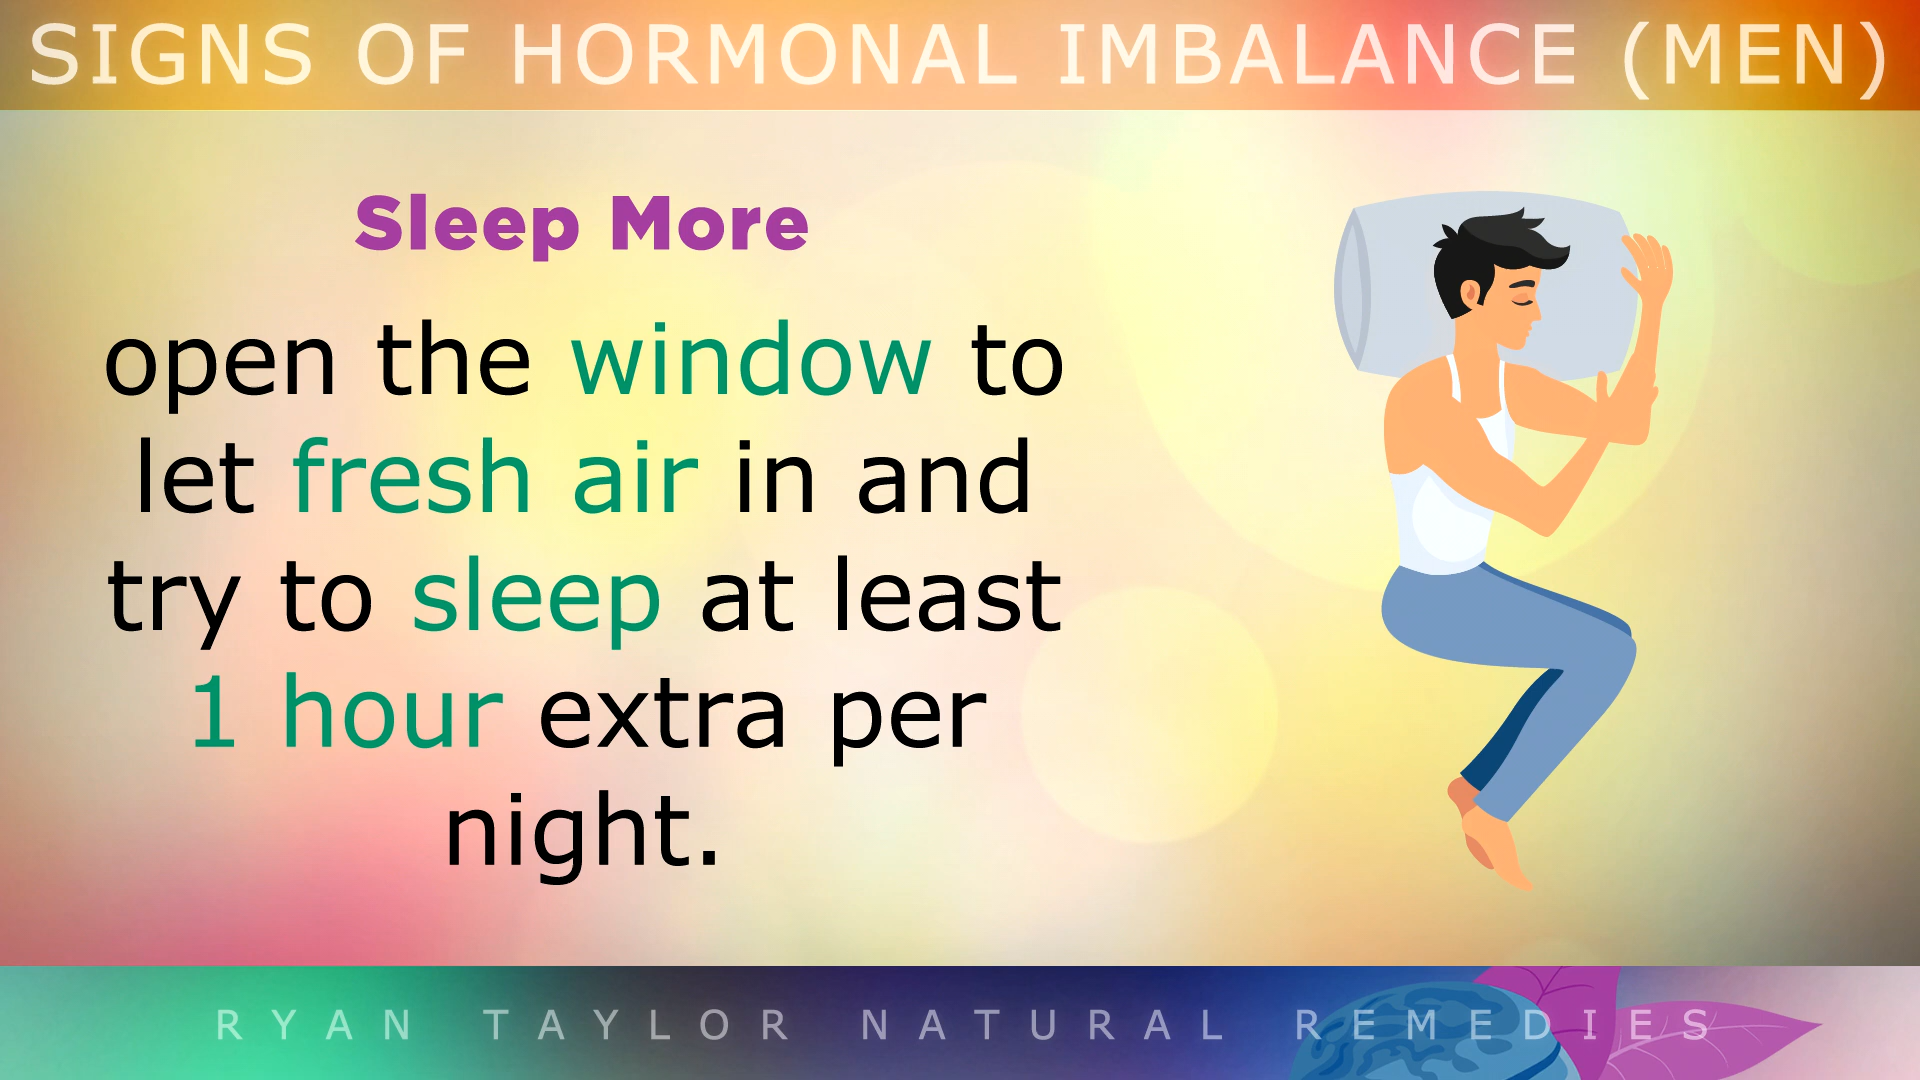 SIGNS OF HORMONAL IMBALANCE (MEN)
Sleep More
open the window to
let fresh air in and
try to sleep at least
1 hour extra per
night.
RYAN TAYLOR NATURAL REMEDIES